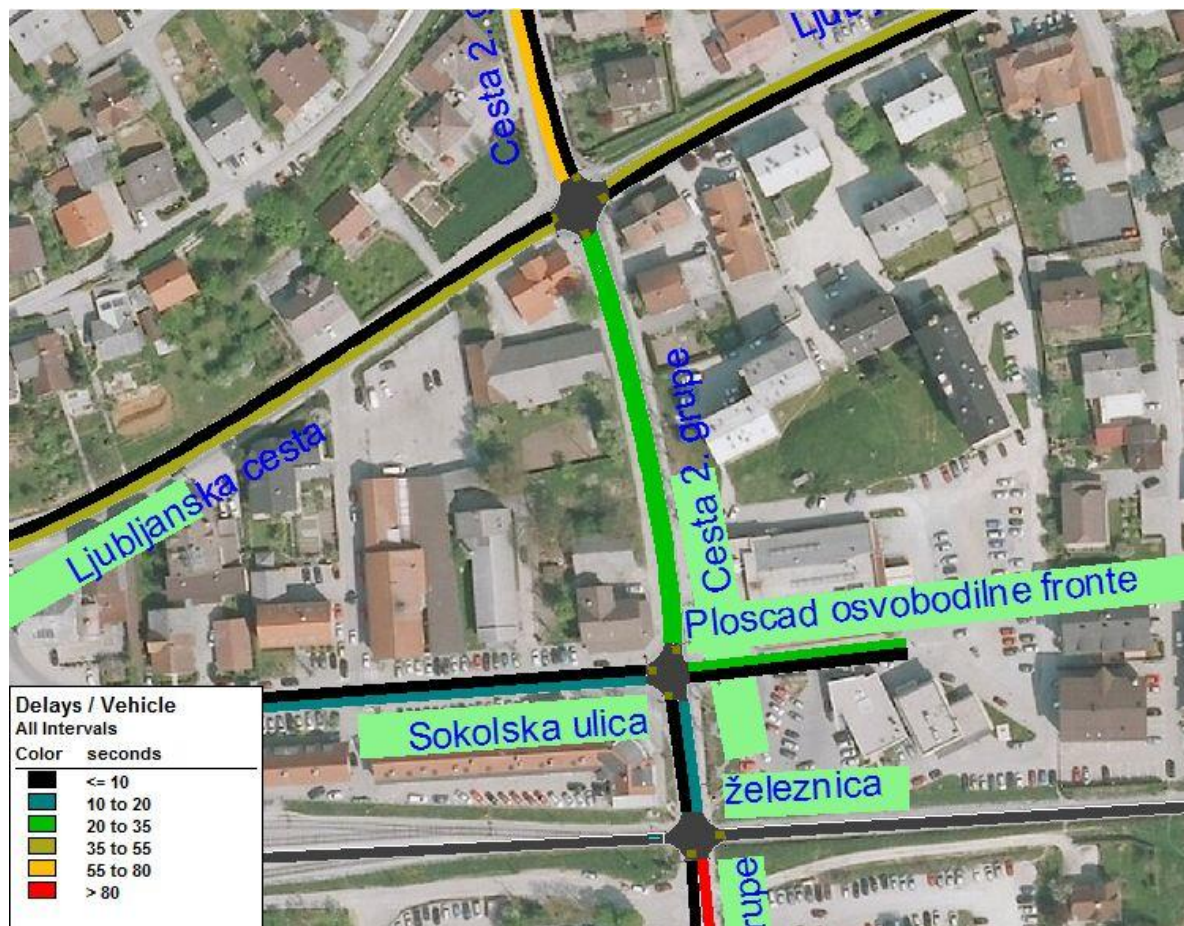 Cesta 2.
Ljubljanska cesta
Cesta 2. grupe
Ploscad osvobodilne fronte
Sokolska ulica
železnica
Delays / Vehicle
All Intervals
Color seconds
<= 10
10 to 20
20 to 35
35 to 55
55 to 80
> 80